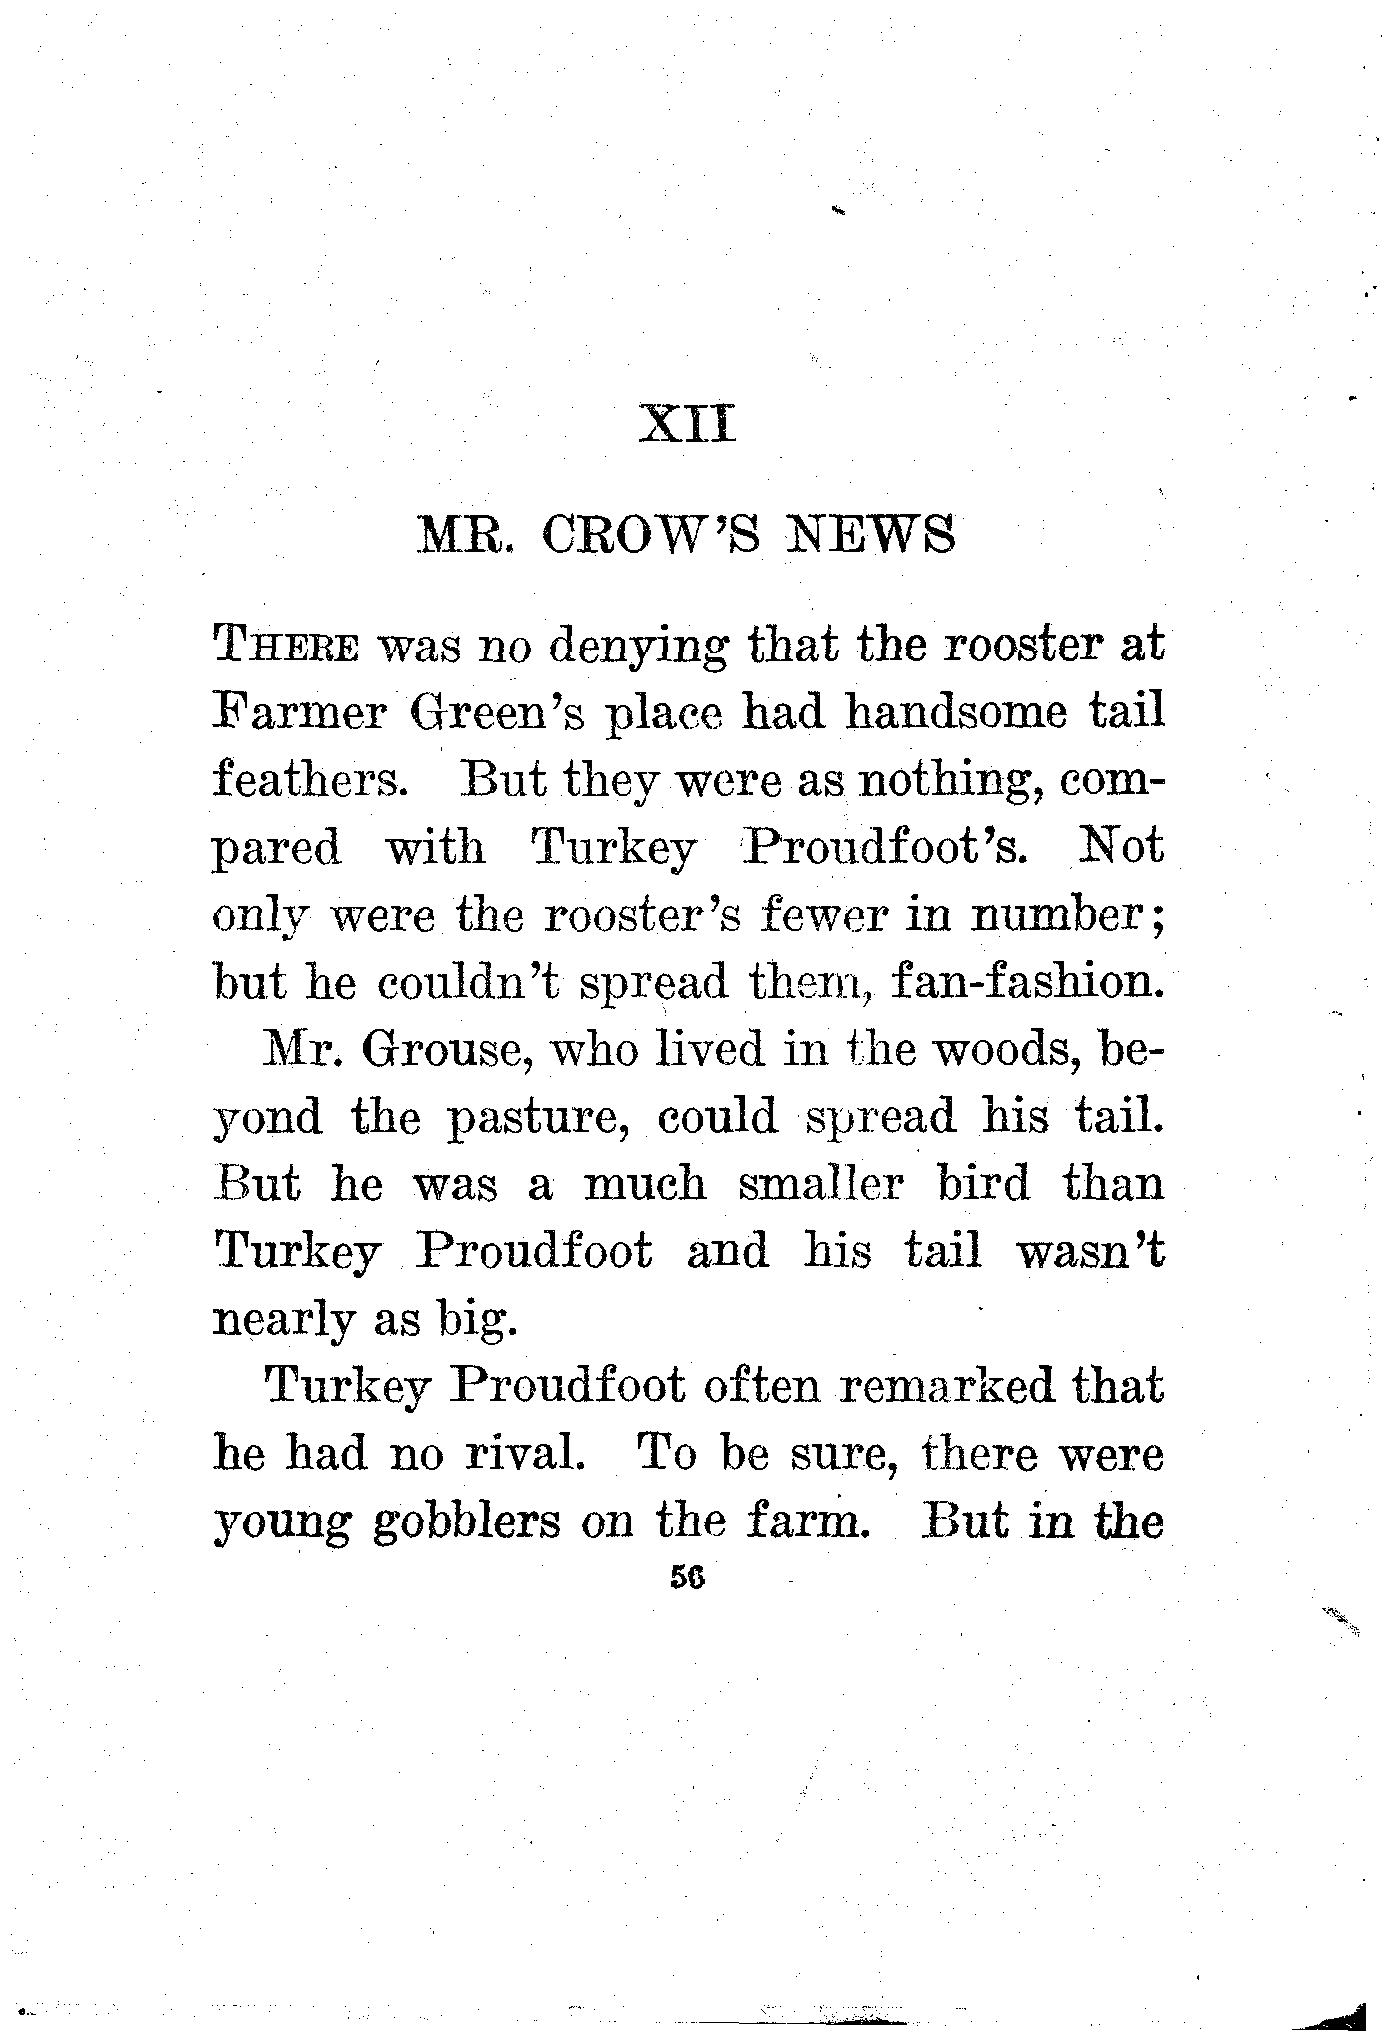 XII
MR. CROW'S NEWS
THERE was no denying that the rooster at
Farmer Green's place had handsome tail
feathers. But they were as nothing, com-
pared with Turkey Proudfoot's. Not
only were the rooster's fewer in number;
but he couldn't spread them, fan-fashion.
Mr. Grouse, who lived in the woods, be-
yond the pasture, could spread his tail.
But he was a much smaller bird than
Turkey Proudfoot and his tail wasn't
nearly as big.
Turkey Proudfoot often remarked that
he had no rival. To be sure, there were
young gobblers on the farm. But in the
56